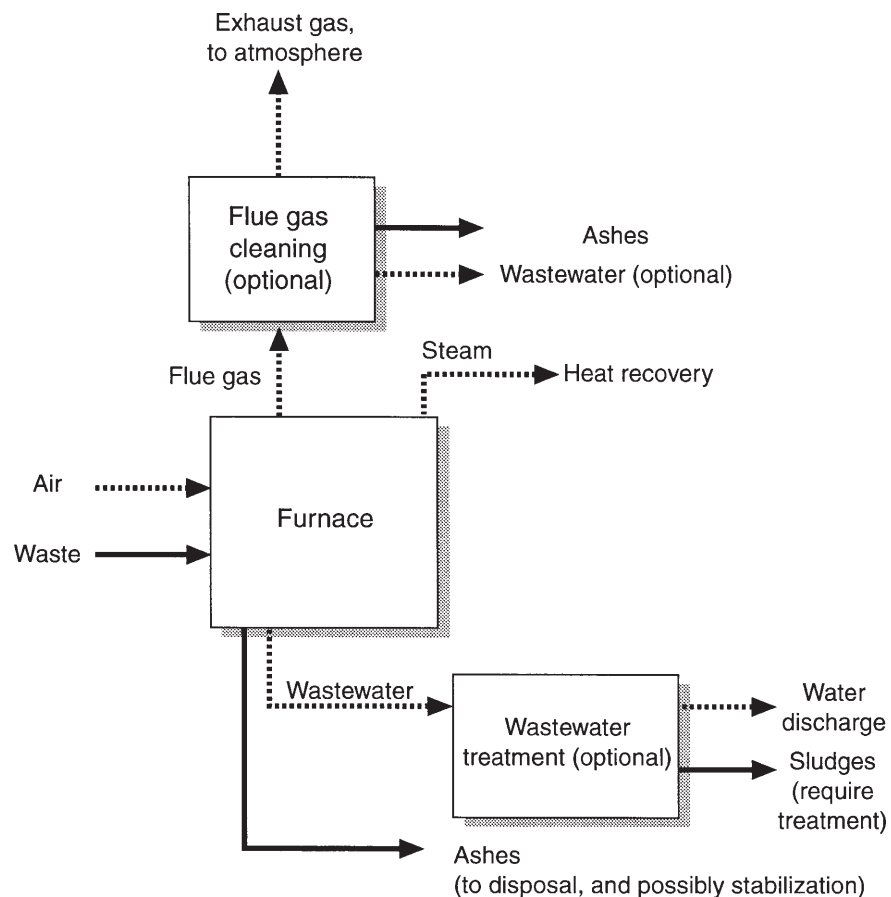 Exhaust gas,
to atmosphere
Flue gas
cleaning
(optional)
Ashes
Wastewater (optional)
Steam
Flue gas
Heat recovery
Air
Furnace
Waste
Wastewater
Water
discharge
Wastewater
treatment (optional)
Sludges
(require
treatment)
Ashes
(to disposal, and possibly stabilization)